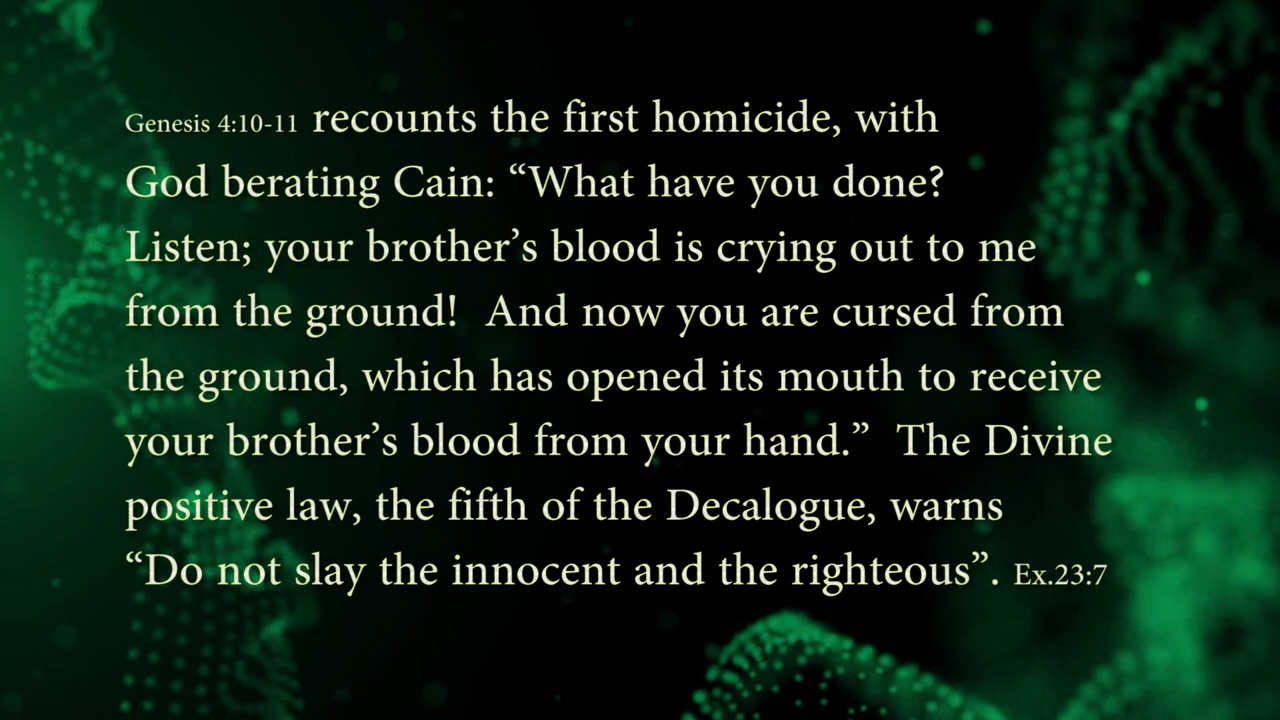 Genesis 4:10-11 recounts the first homicide, with
God berating Cain: “What have you done?
Listen; your brother’s blood is crying out to me
from the ground!  And now you are cursed from
the ground, which has opened its mouth to receive
your brother’s blood from your hand.”  The Divine
positive law, the fifth of the Decalogue, warns
“Do not slay the innocent and the righteous”. Ex.23:7